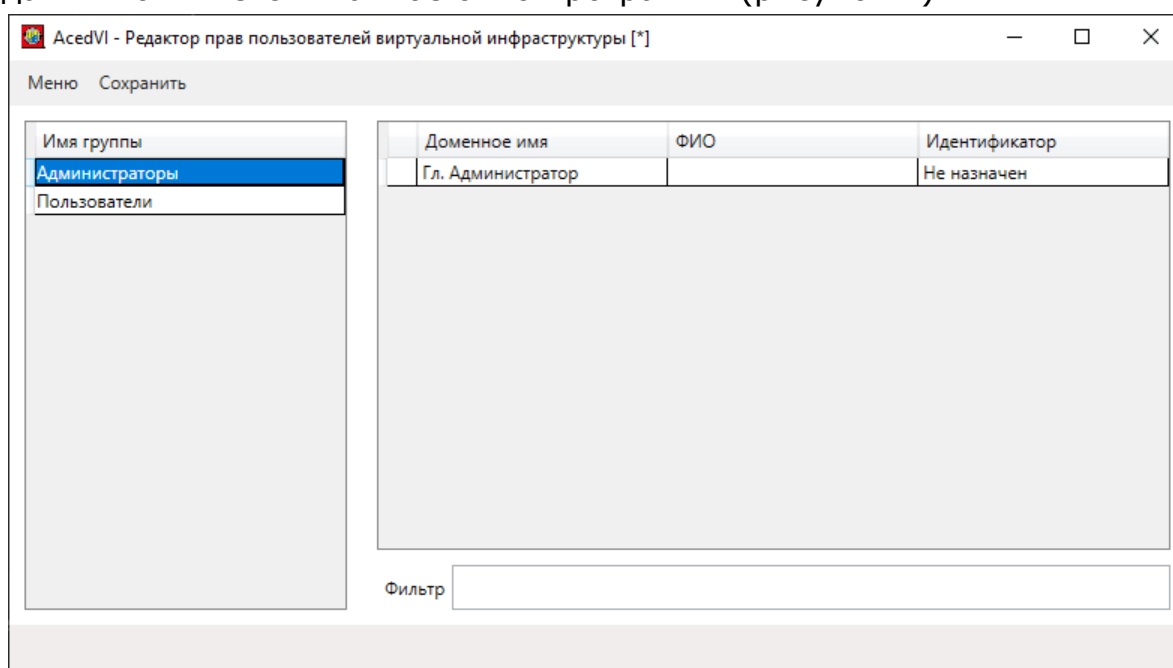 AcedVI - Редактор прав пользователей виртуальной инфраструктуры [*]
Меню Сохранить
Имя группы
Администраторы
Пользователи
Доменное имя ФИО Идентификатор
Гл. Администратор Не назначен
Фильтр